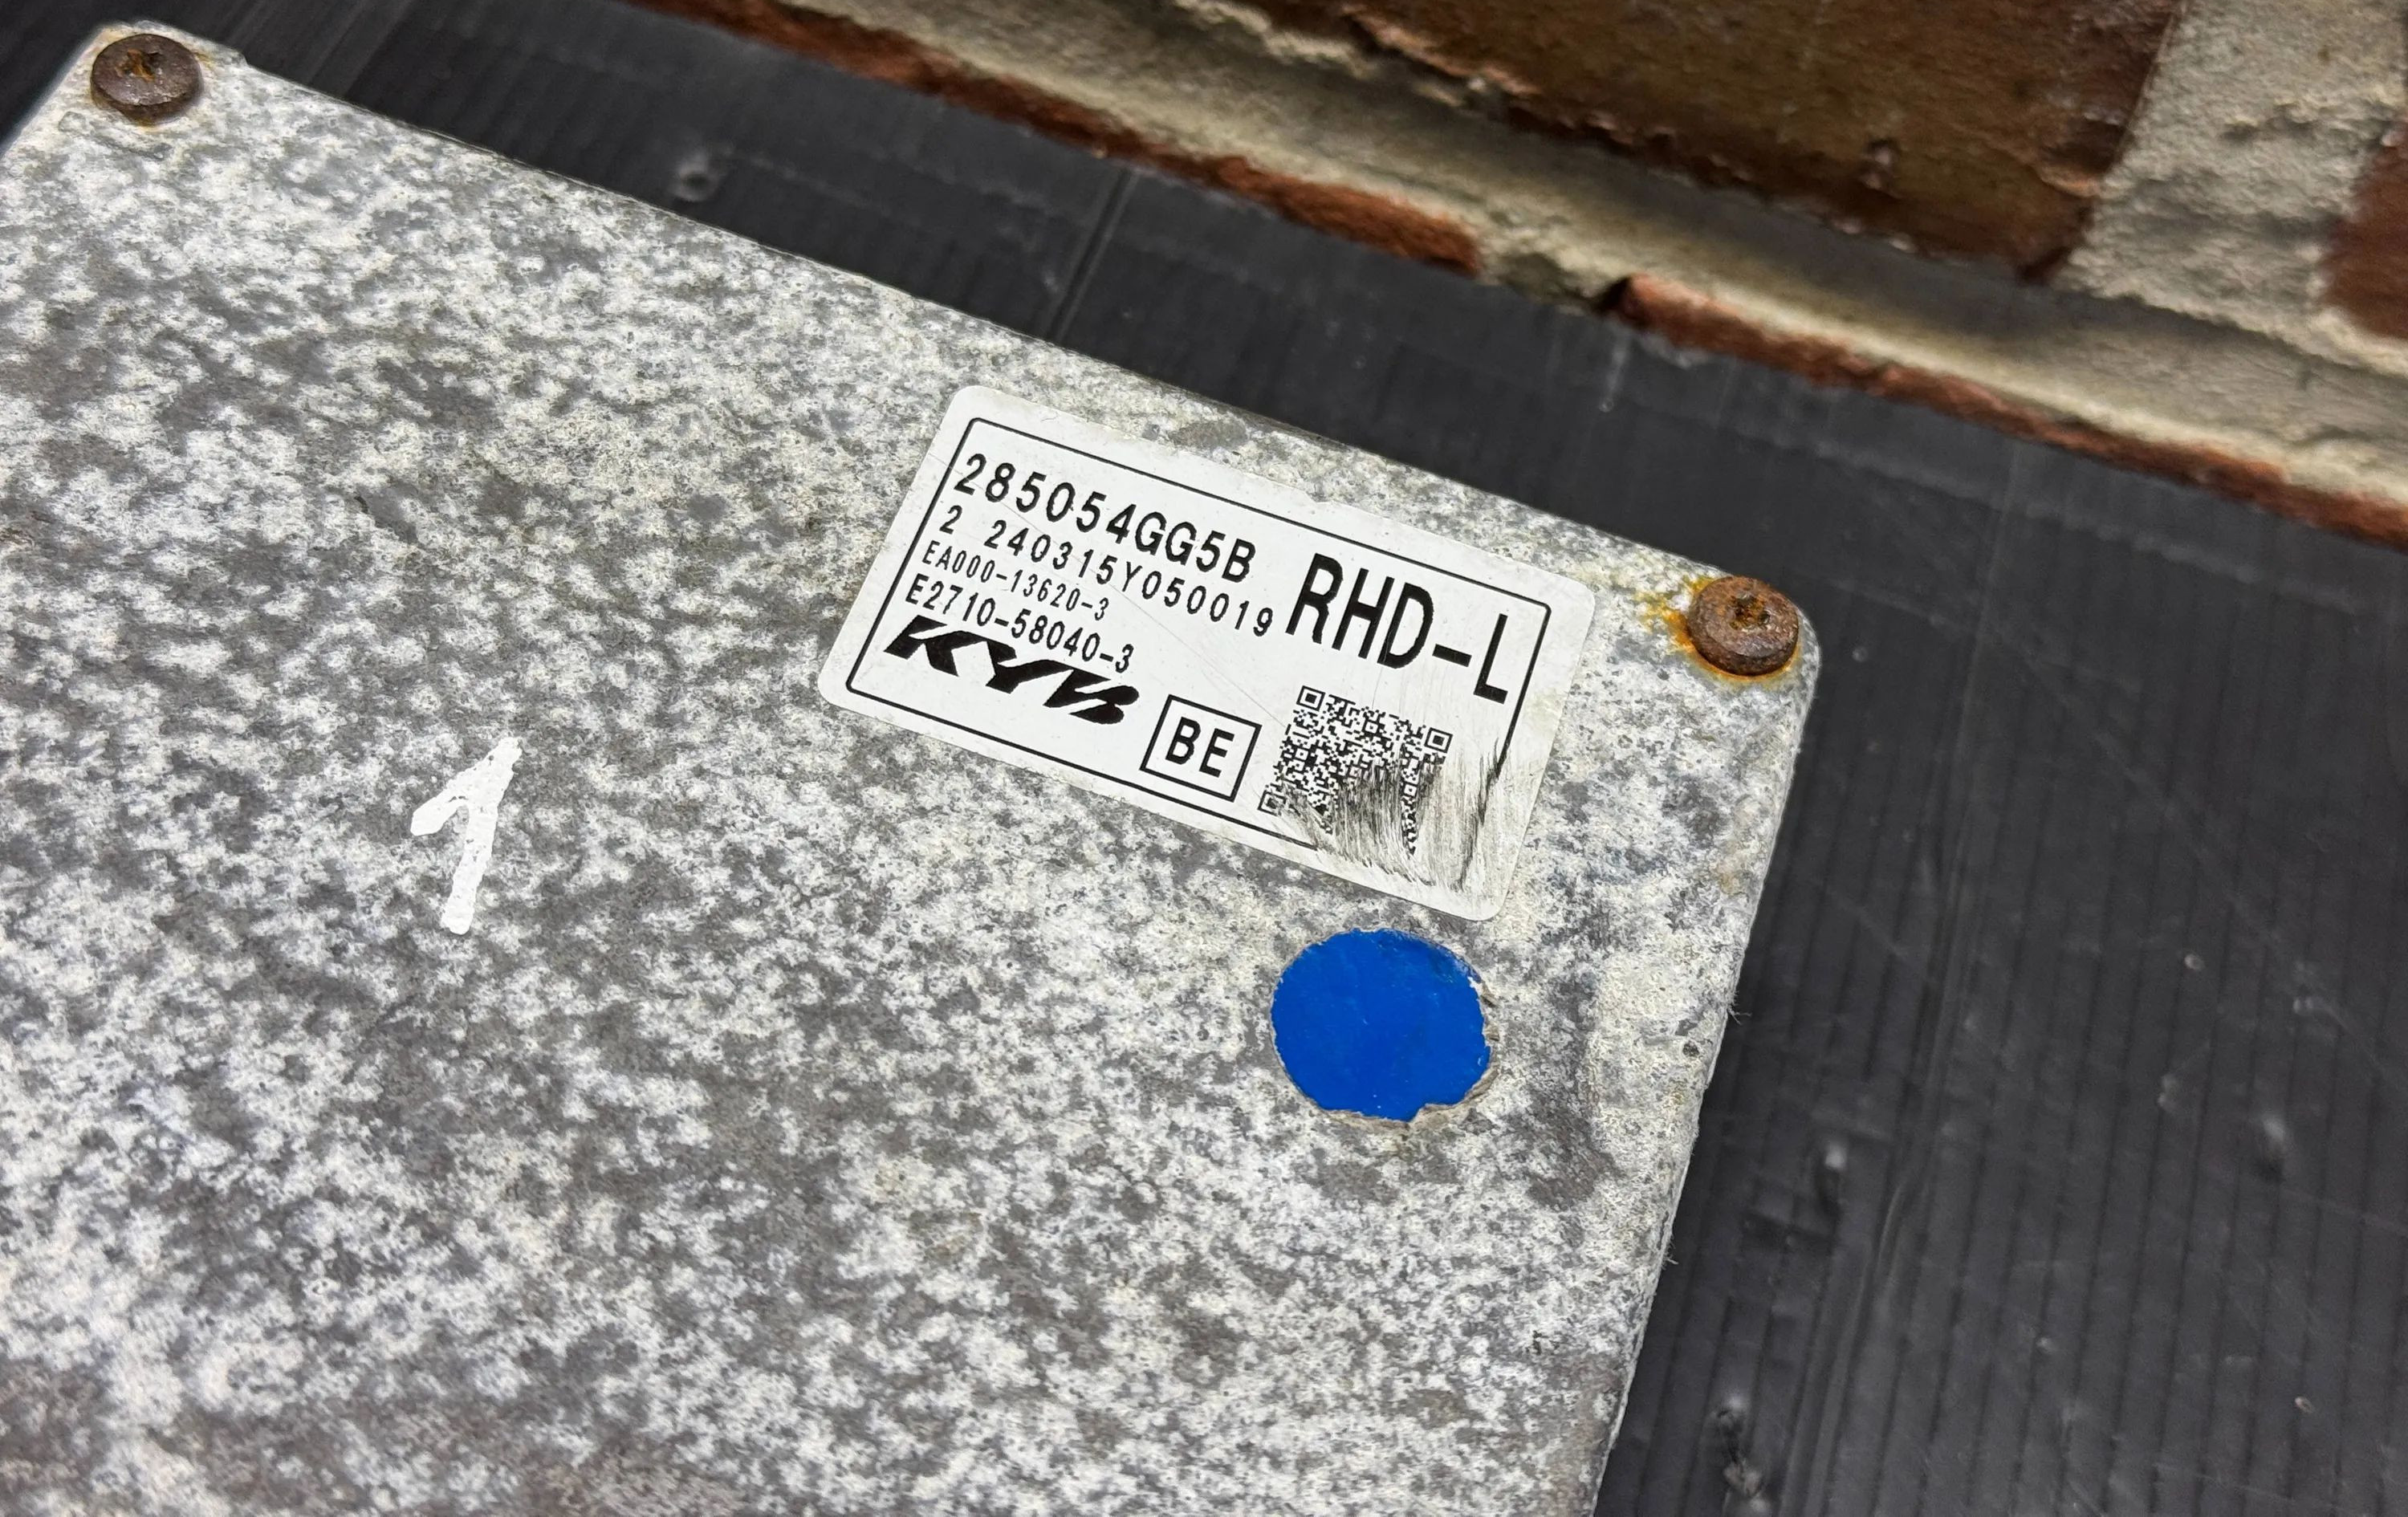 285054GG5B
2 240315Y050019
EA000-13620-3
E2710-58040-3
RHD-L
KYB
BE
1